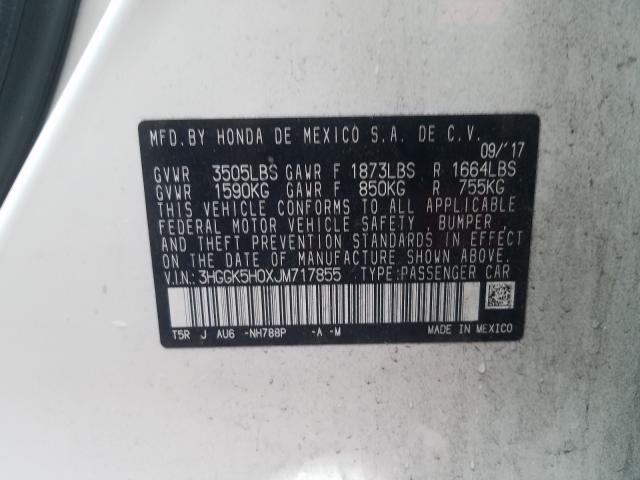 MFD. BY HONDA DE MEXICO S.A. DE C.V.
09/'17
GVWR 3505LBS GAWR F 1873LBS R 1664LBS
GVWR 1590KG GAWR F 850KG R 755KG
THIS VEHICLE CONFORMS TO ALL APPLICABLE
FEDERAL MOTOR VEHICLE SAFETY, BUMPER,
AND THEFT PREVENTION STANDARDS IN EFFECT
ON THE DATE OF MANUFACTURE SHOWN ABOVE.
V.I.N.: 3HGGK5H0XJM717855 TYPE: PASSENGER CAR
T5R J AU6 -NH788P -A -M MADE IN MEXICO